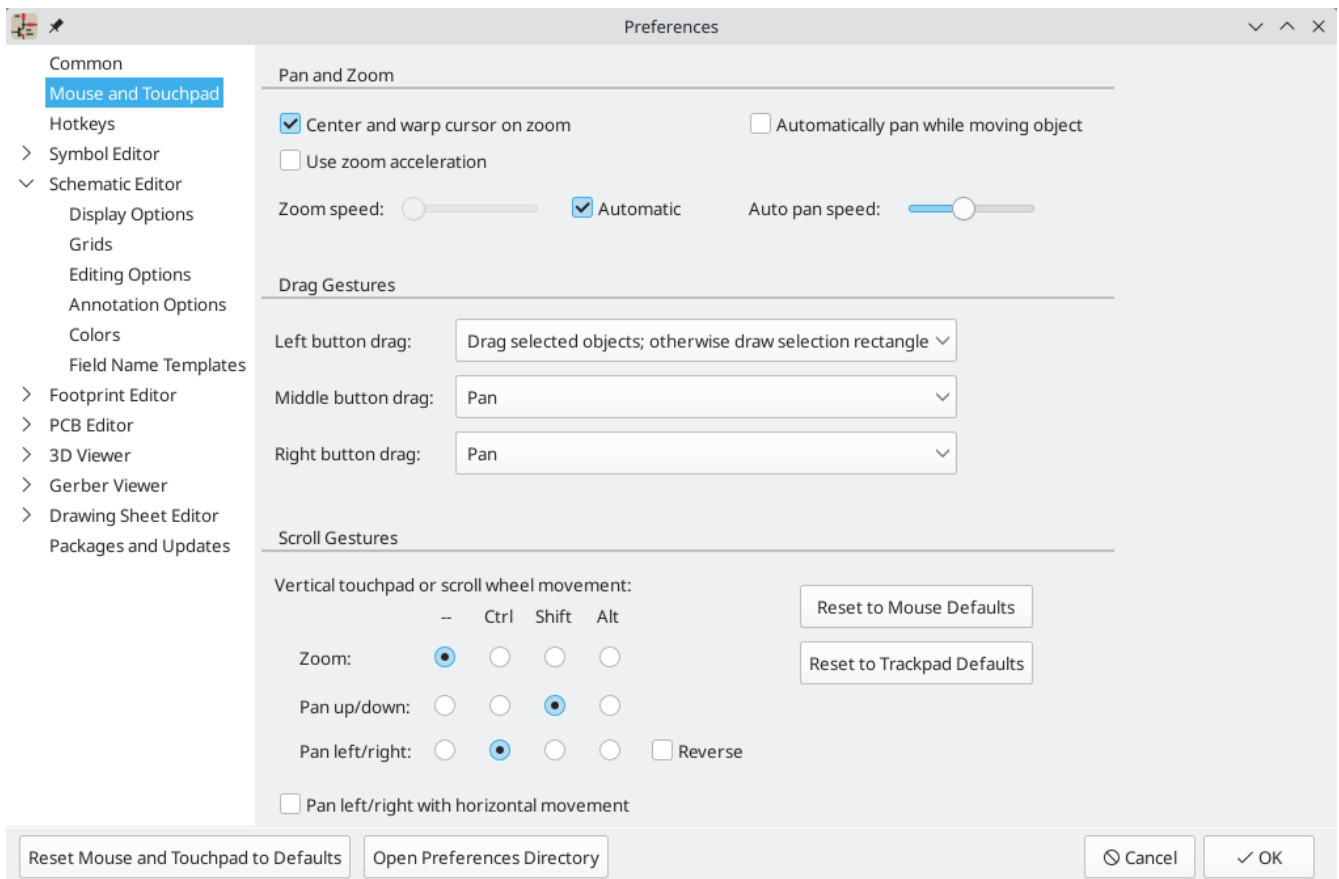 Preferences
Common
Mouse and Touchpad
Hotkeys
Symbol Editor
Schematic Editor
Display Options
Grids
Editing Options
Annotation Options
Colors
Field Name Templates
Footprint Editor
PCB Editor
3D Viewer
Gerber Viewer
Drawing Sheet Editor
Packages and Updates
Pan and Zoom
Center and warp cursor on zoom
Automatically pan while moving object
Use zoom acceleration
Zoom speed:
Automatic
Auto pan speed:
Drag Gestures
Left button drag:
Drag selected objects; otherwise draw selection rectangle
Middle button drag:
Pan
Right button drag:
Pan
Scroll Gestures
Vertical touchpad or scroll wheel movement:
-- Ctrl Shift Alt
Zoom:
Pan up/down:
Pan left/right:
Reverse
Pan left/right with horizontal movement
Reset to Mouse Defaults
Reset to Trackpad Defaults
Reset Mouse and Touchpad to Defaults
Open Preferences Directory
Cancel
OK